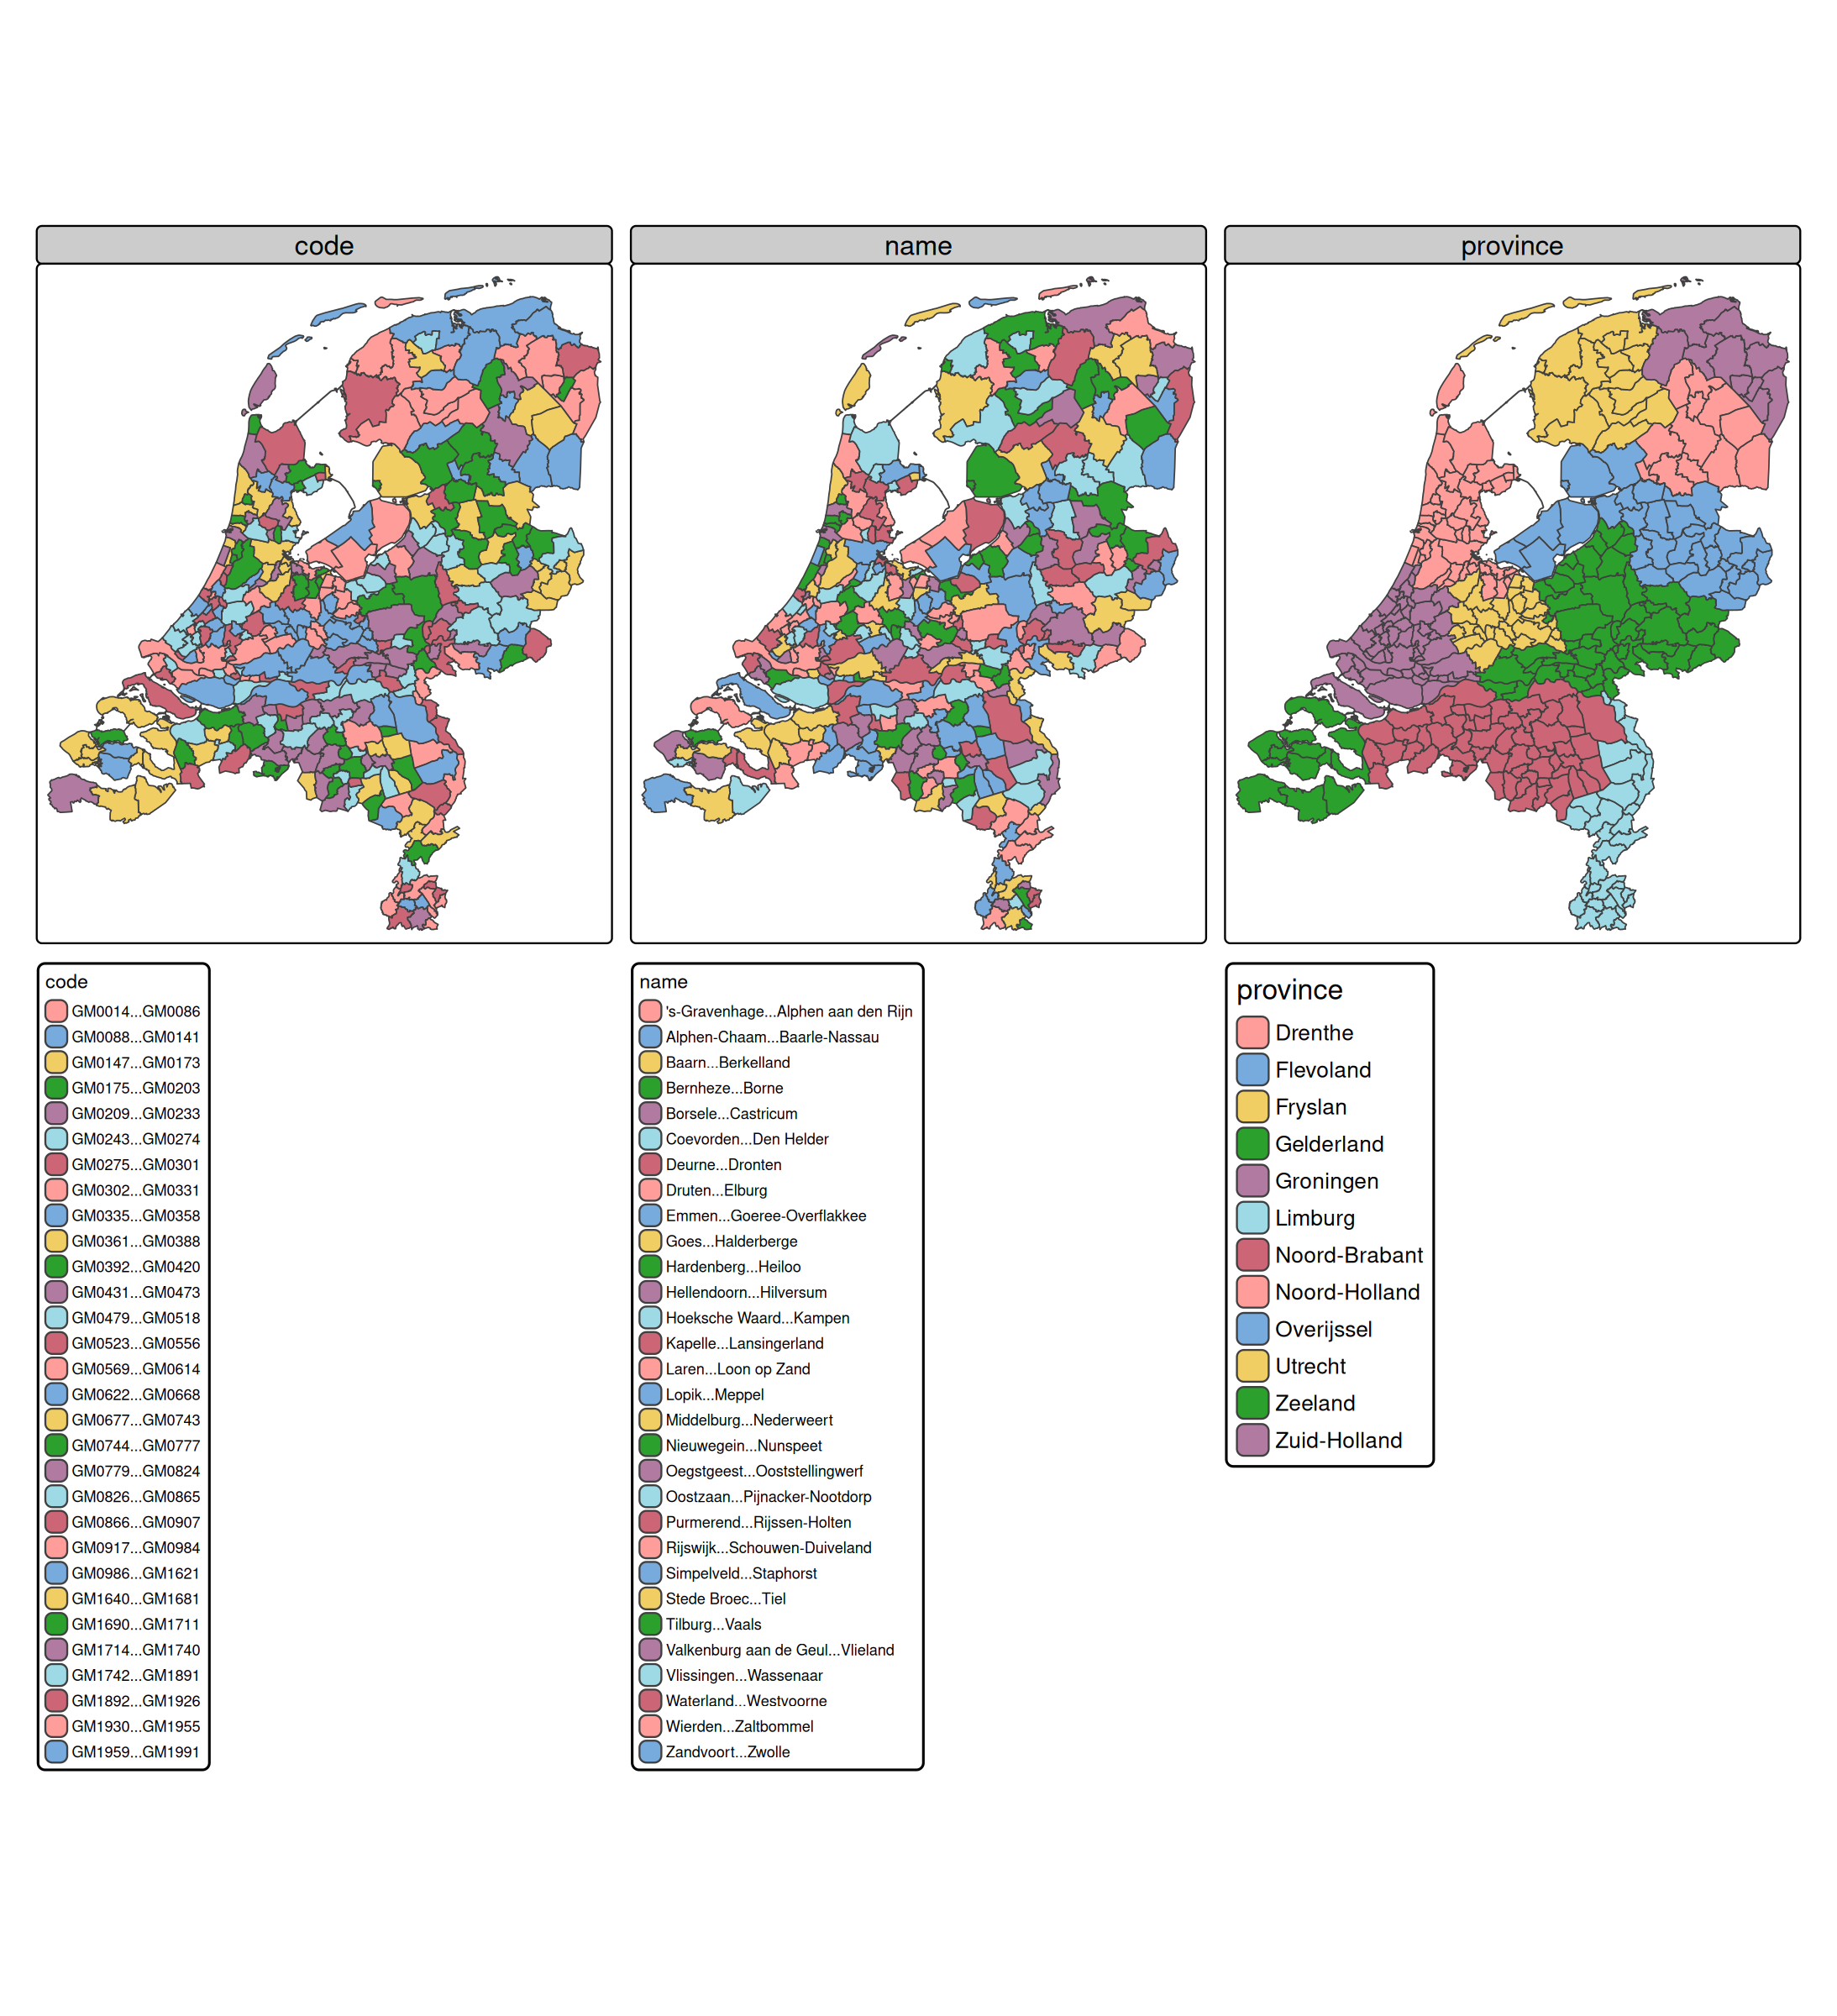 code
name
province
code
GM0014...GM0086
GM0088...GM0141
GM0147...GM0173
GM0175...GM0203
GM0209...GM0233
GM0243...GM0274
GM0275...GM0301
GM0302...GM0331
GM0335...GM0358
GM0361...GM0388
GM0392...GM0420
GM0431...GM0473
GM0479...GM0518
GM0523...GM0556
GM0569...GM0614
GM0622...GM0668
GM0677...GM0743
GM0744...GM0777
GM0779...GM0824
GM0826...GM0865
GM0866...GM0907
GM0917...GM0984
GM0986...GM1621
GM1640...GM1681
GM1690...GM1711
GM1714...GM1740
GM1742...GM1891
GM1892...GM1926
GM1930...GM1955
GM1959...GM1991
name
's-Gravenhage...Alphen aan den Rijn
Alphen-Chaam...Baarle-Nassau
Baarn...Berkelland
Bernheze...Borne
Borsele...Castricum
Coevorden...Den Helder
Deurne...Dronten
Druten...Elburg
Emmen...Goeree-Overflakkee
Goes...Halderberge
Hardenberg...Heiloo
Hellendoorn...Hilversum
Hoeksche Waard...Kampen
Kapelle...Lansingerland
Laren...Loon op Zand
Lopik...Meppel
Middelburg...Nederweert
Nieuwegein...Nunspeet
Oegstgeest...Ooststellingwerf
Oostzaan...Pijnacker-Nootdorp
Purmerend...Rijssen-Holten
Rijswijk...Schouwen-Duiveland
Simpelveld...Staphorst
Stede Broec...Tiel
Tilburg...Vaals
Valkenburg aan de Geul...Vlieland
Vlissingen...Wassenaar
Waterland...Westvoorne
Wierden...Zaltbommel
Zandvoort...Zwolle
province
Drenthe
Flevoland
Fryslan
Gelderland
Groningen
Limburg
Noord-Brabant
Noord-Holland
Overijssel
Utrecht
Zeeland
Zuid-Holland